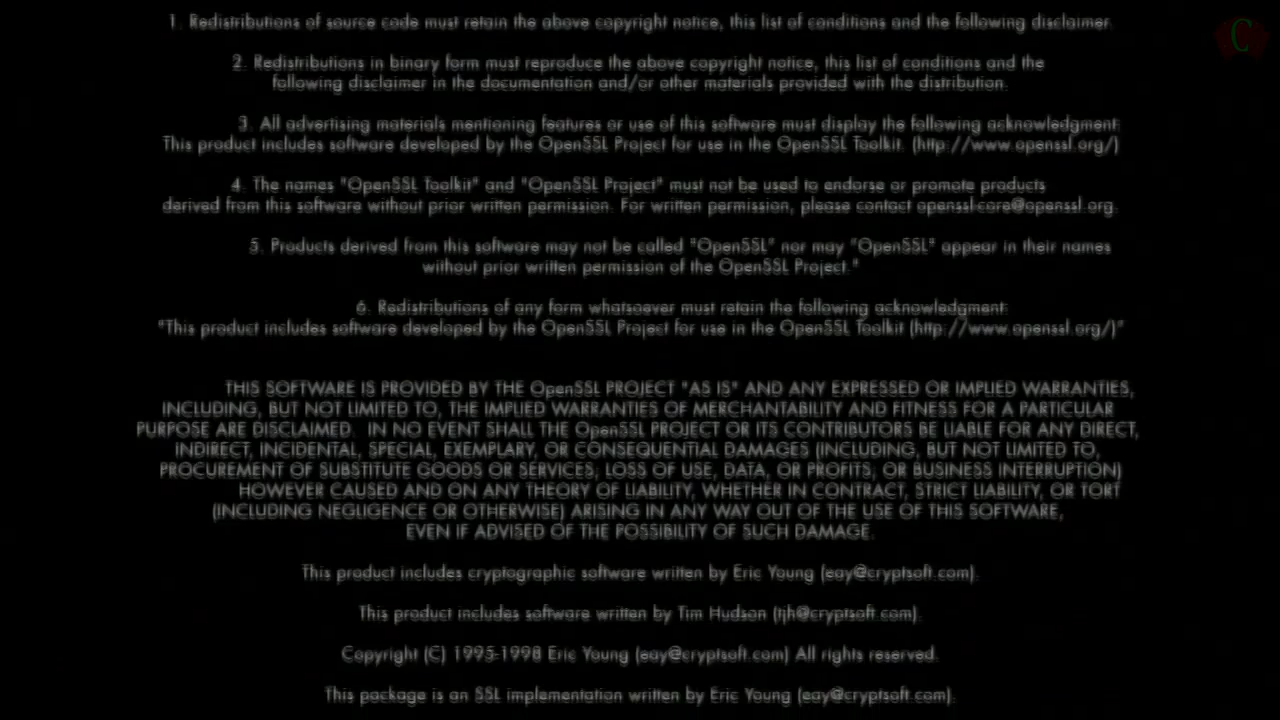 C
1. Redistributions of source code must retain the above copyright notice, this list of conditions and the following disclaimer.
2. Redistributions in binary form must reproduce the above copyright notice, this list of conditions and the
following disclaimer in the documentation and/or other materials provided with the distribution.
3. All advertising materials mentioning features or use of this software must display the following acknowledgment:
This product includes software developed by the OpenSSL Project for use in the OpenSSL Toolkit. (http://www.openssl.org/)
4. The names "OpenSSL Toolkit" and "OpenSSL Project" must not be used to endorse or promote products
derived from this software without prior written permission. For written permission, please contact openssl-core@openssl.org.
5. Products derived from this software may not be called "OpenSSL" nor may "OpenSSL" appear in their names
without prior written permission of the OpenSSL Project."
6. Redistributions of any form whatsoever must retain the following acknowledgment:
"This product includes software developed by the OpenSSL Project for use in the OpenSSL Toolkit (http://www.openssl.org/)"
THIS SOFTWARE IS PROVIDED BY THE OpenSSL PROJECT "AS IS" AND ANY EXPRESSED OR IMPLIED WARRANTIES,
INCLUDING, BUT NOT LIMITED TO, THE IMPLIED WARRANTIES OF MERCHANTABILITY AND FITNESS FOR A PARTICULAR
PURPOSE ARE DISCLAIMED. IN NO EVENT SHALL THE OpenSSL PROJECT OR ITS CONTRIBUTORS BE LIABLE FOR ANY DIRECT,
INDIRECT, INCIDENTAL, SPECIAL, EXEMPLARY, OR CONSEQUENTIAL DAMAGES (INCLUDING, BUT NOT LIMITED TO,
PROCUREMENT OF SUBSTITUTE GOODS OR SERVICES; LOSS OF USE, DATA, OR PROFITS; OR BUSINESS INTERRUPTION)
HOWEVER CAUSED AND ON ANY THEORY OF LIABILITY, WHETHER IN CONTRACT, STRICT LIABILITY, OR TORT
(INCLUDING NEGLIGENCE OR OTHERWISE) ARISING IN ANY WAY OUT OF THE USE OF THIS SOFTWARE,
EVEN IF ADVISED OF THE POSSIBILITY OF SUCH DAMAGE.
This product includes cryptographic software written by Eric Young (eay@cryptsoft.com).
This product includes software written by Tim Hudson (tjh@cryptsoft.com).
Copyright (C) 1995-1998 Eric Young (eay@cryptsoft.com) All rights reserved.
This package is an SSL implementation written by Eric Young (eay@cryptsoft.com).